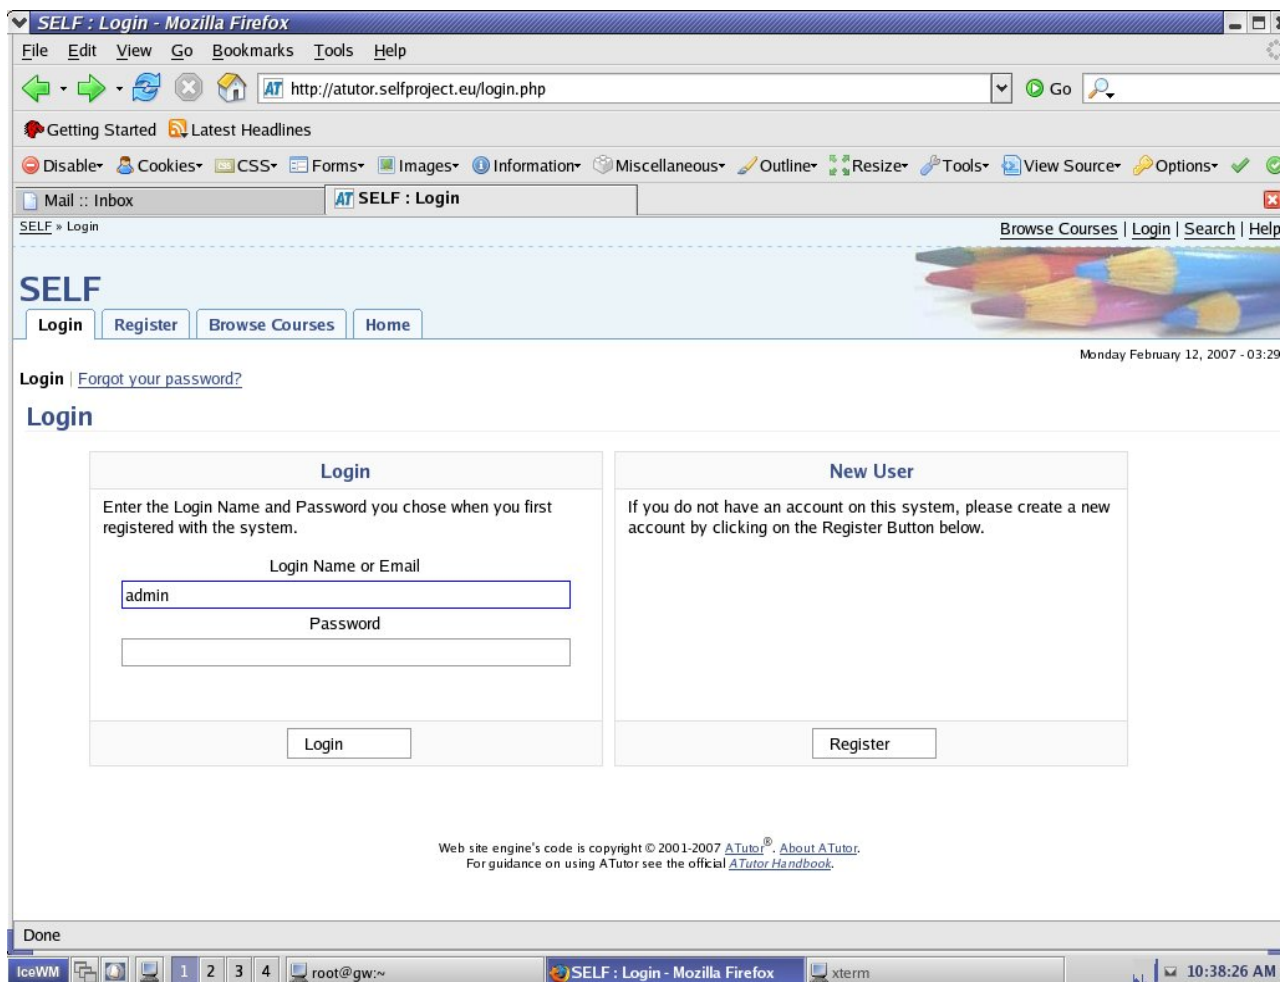 SELF : Login - Mozilla Firefox
File Edit View Go Bookmarks Tools Help
AT http://atutor.selfproject.eu/login.php Go
Getting Started Latest Headlines
Disable Cookies CSS Forms Images Information Miscellaneous Outline Resize Tools View Source Options
Mail :: Inbox AT SELF : Login
SELF » Login Browse Courses | Login | Search | Help
SELF
Login Register Browse Courses Home
Monday February 12, 2007 - 03:29
Login | Forgot your password?
Login
Login
Enter the Login Name and Password you chose when you first
registered with the system.
Login Name or Email
admin
Password
Login
New User
If you do not have an account on this system, please create a new
account by clicking on the Register Button below.
Register
Web site engine's code is copyright © 2001-2007 ATutor®. About ATutor.
For guidance on using ATutor see the official ATutor Handbook.
Done
IceWM 1 2 3 4 root@gw:~ SELF : Login - Mozilla Firefox xterm 10:38:26 AM